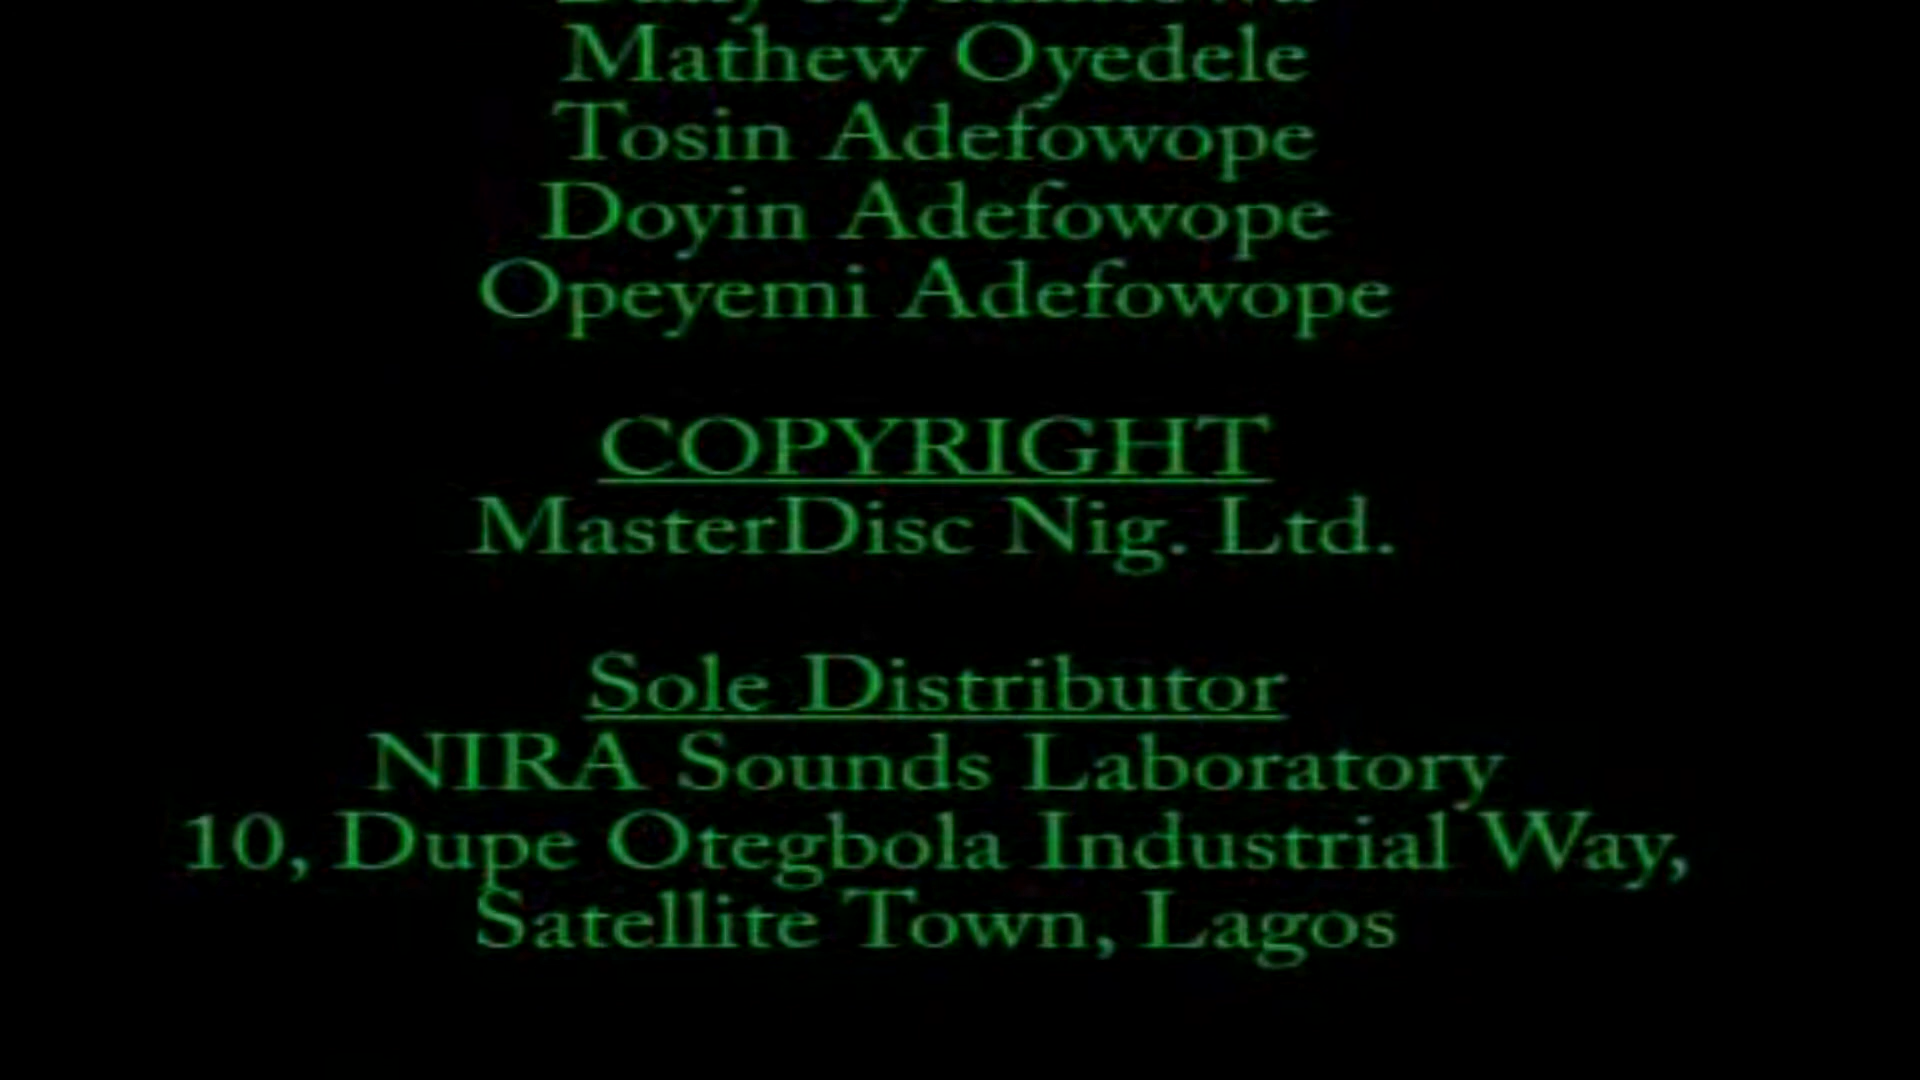 Mathew Oyedele
Tosin Adefowope
Doyin Adefowope
Opeyemi Adefowope
COPYRIGHT
MasterDisc Nig. Ltd.
Sole Distributor
NIRA Sounds Laboratory
10, Dupe Otegbola Industrial Way,
Satellite Town, Lagos